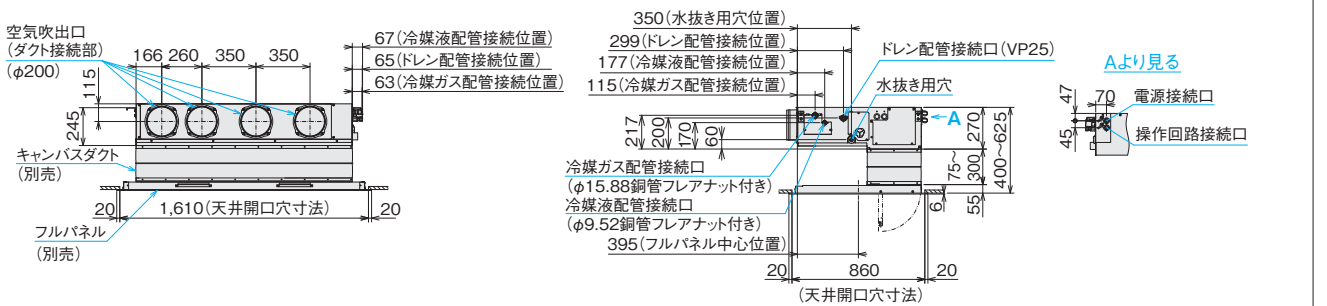 空気吹出口
(ダクト接続部)
(φ200)
166 260 350 350
67(冷媒液配管接続位置)
65(ドレン配管接続位置)
63(冷媒ガス配管接続位置)
115
245
キャンバスダクト
(別売)
20 1,610(天井開口穴寸法) 20
フルパネル
(別売)
350(水抜き用穴位置)
299(ドレン配管接続位置)
177(冷媒液配管接続位置)
115(冷媒ガス配管接続位置)
ドレン配管接続口(VP25)
水抜き用穴
A
217
200
170
60
270
75~300
400~625
6
55
冷媒ガス配管接続口
(φ15.88銅管フレアナット付き)
冷媒液配管接続口
(φ9.52銅管フレアナット付き)
395(フルパネル中心位置)
20 860 20
(天井開口穴寸法)
Aより見る
70
47
45
電源接続口
操作回路接続口